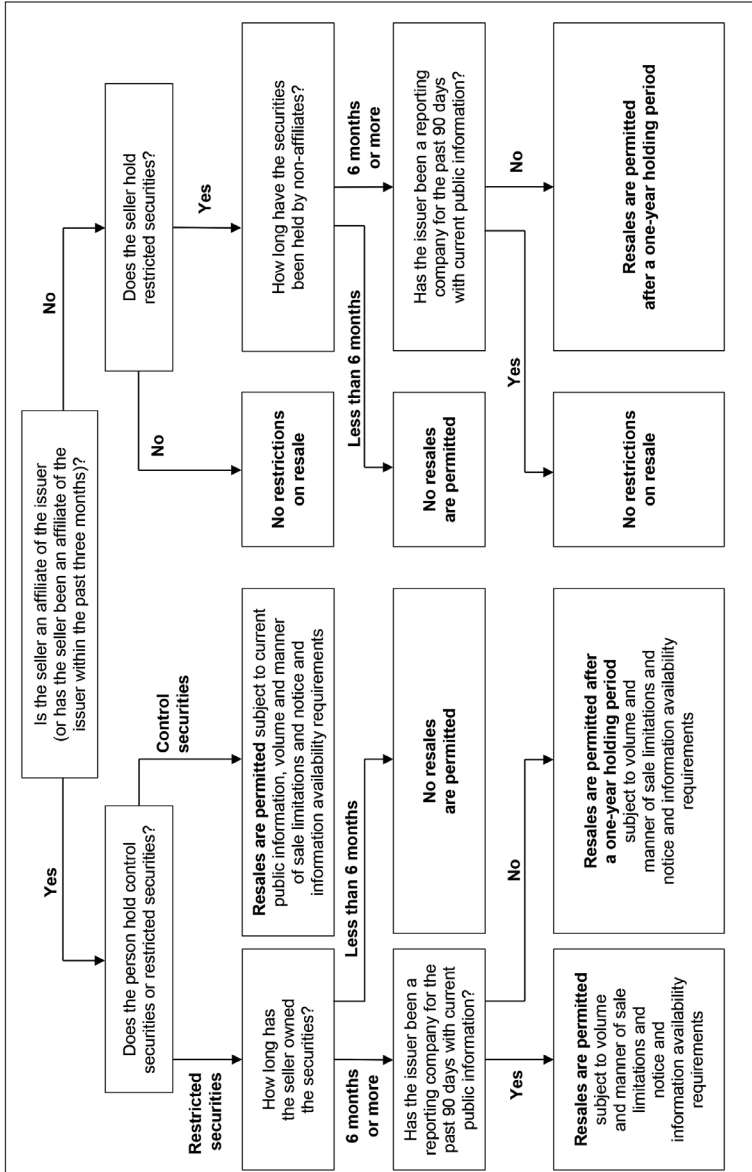 Is the seller an affiliate of the issuer
(or has the seller been an affiliate of the
issuer within the past three months)?
Yes
No
Does the person hold control
securities or restricted securities?
Does the seller hold
restricted securities?
Restricted
securities
Control
securities
No
Yes
How long has
the seller owned
the securities?
Resales are permitted subject to current
public information, volume and manner
of sale limitations and notice and
information availability requirements
No restrictions
on resale
How long have the securities
been held by non-affiliates?
6 months
or more
Less than 6 months
Less than 6 months
6 months
or more
Has the issuer been a
reporting company for the
past 90 days with current
public information?
No resales
are permitted
No resales
are permitted
Has the issuer been a reporting
company for the past 90 days
with current public information?
Yes
No
Yes
No
Resales are permitted
subject to volume
and manner of sale
limitations and
notice and
information availability
requirements
Resales are permitted after
a one-year holding period
subject to volume and
manner of sale limitations and
notice and information availability
requirements
No restrictions
on resale
Resales are permitted
after a one-year holding period